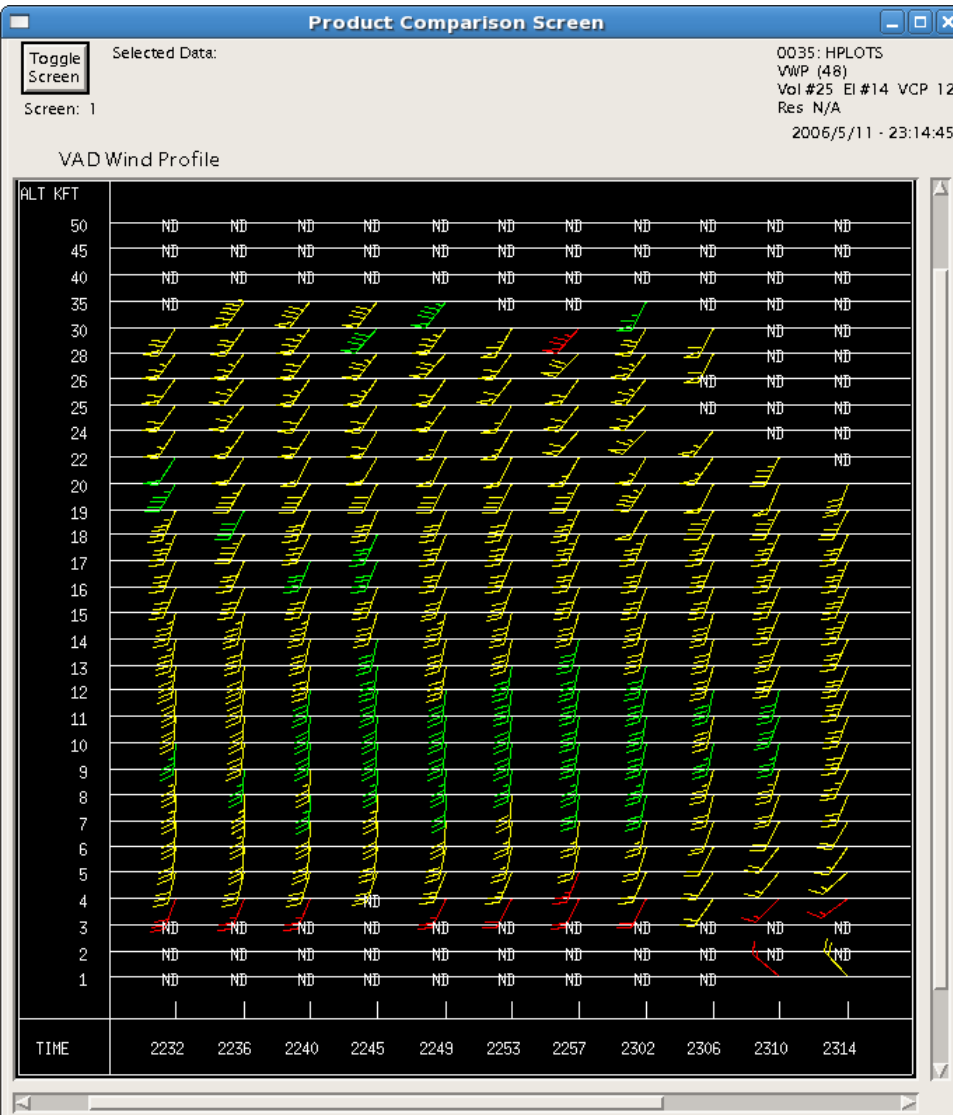 Product Comparison Screen
Toggle
Screen
Selected Data:
Screen: 1
0035: HPLOTS
VWP (48)
Vol #25 El #14 VCP 12
Res N/A
2006/5/11 - 23:14:45
VAD Wind Profile
ALT KFT
50 ND ND ND ND ND ND ND ND ND ND ND
45 ND ND ND ND ND ND ND ND ND ND ND
40 ND ND ND ND ND ND ND ND ND ND ND
35 ND ND ND ND ND ND
30 ND ND
28 ND ND
26 ND ND ND
25 ND ND ND
24 ND ND
22 ND
20
19
18
17
16
15
14
13
12
11
10
9
8
7
6
5
4 ND
3 ND ND ND ND ND ND ND ND ND ND ND
2 ND ND ND ND ND ND ND ND ND ND ND
1 ND ND ND ND ND ND ND ND ND
TIME 2232 2236 2240 2245 2249 2253 2257 2302 2306 2310 2314